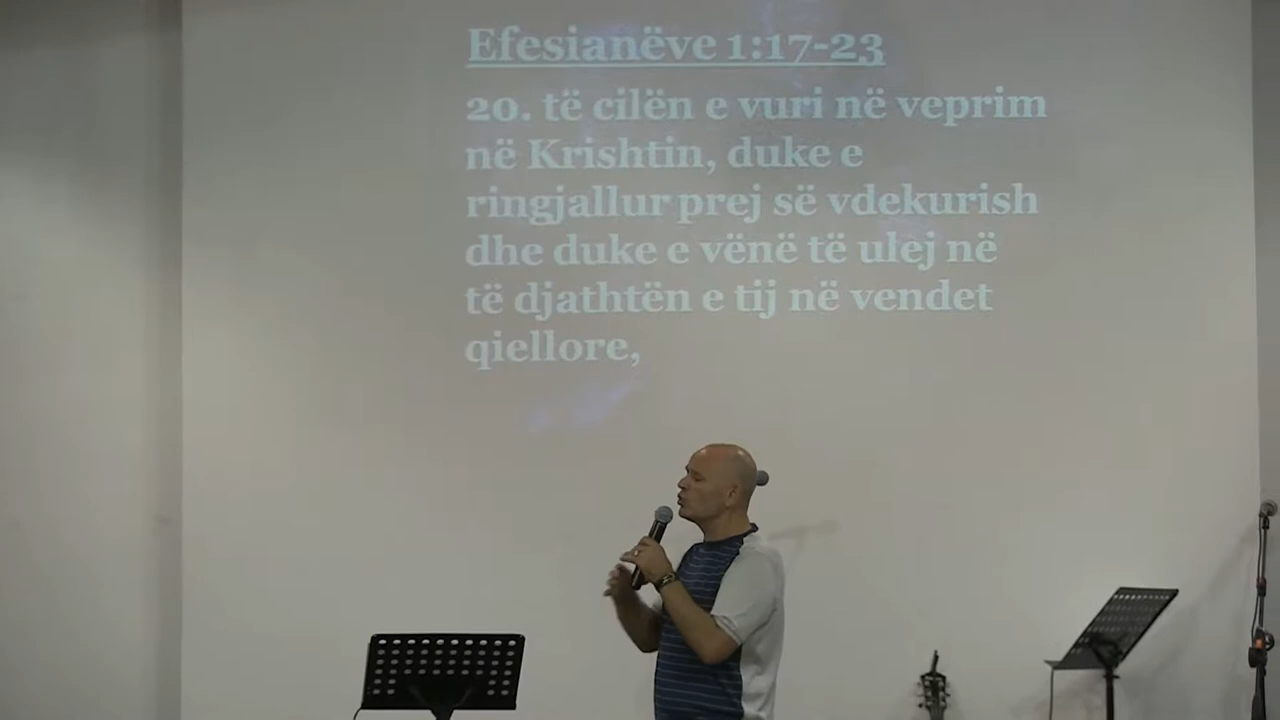 Efesianëve 1:17-23
20. të cilën e vuri në veprim
në Krishtin, duke e
ringjallur prej së vdekurish
dhe duke e vënë të ulej në
të djathtën e tij në vendet
qiellore,